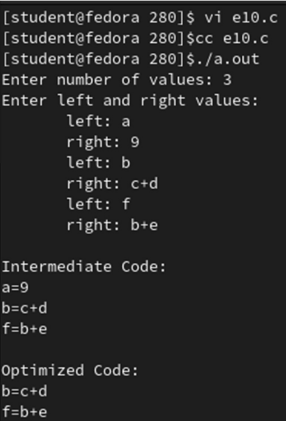 [student@fedora 280]$ vi e10.c
[student@fedora 280]$cc e10.c
[student@fedora 280]$./a.out
Enter number of values: 3
Enter left and right values:
left: a
right: 9
left: b
right: c+d
left: f
right: b+e
Intermediate Code:
a=9
b=c+d
f=b+e
Optimized Code:
b=c+d
f=b+e